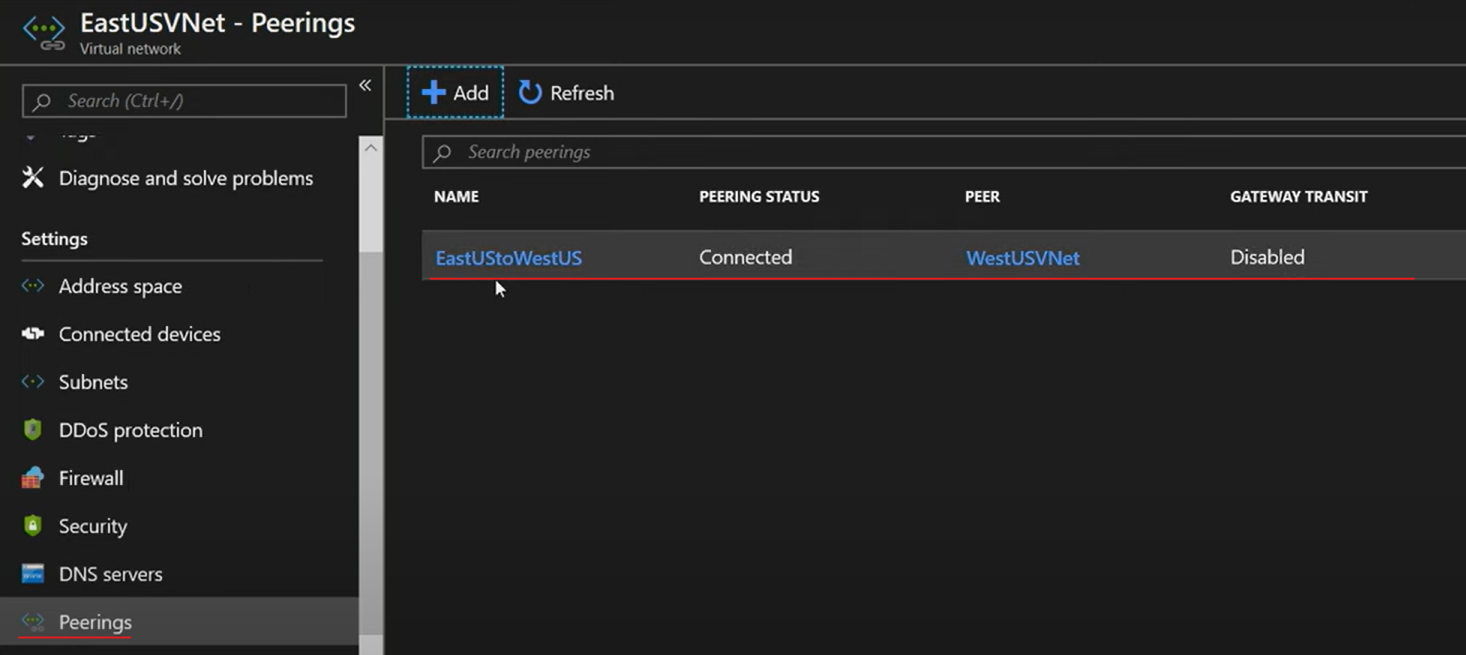 EastUSVNet - Peerings
Virtual network
Search (Ctrl+/)
«
Diagnose and solve problems
Settings
Address space
Connected devices
Subnets
DDoS protection
Firewall
Security
DNS servers
Peerings
Add
Refresh
Search peerings
NAME PEERING STATUS PEER GATEWAY TRANSIT
EastUStoWestUS Connected WestUSVNet Disabled